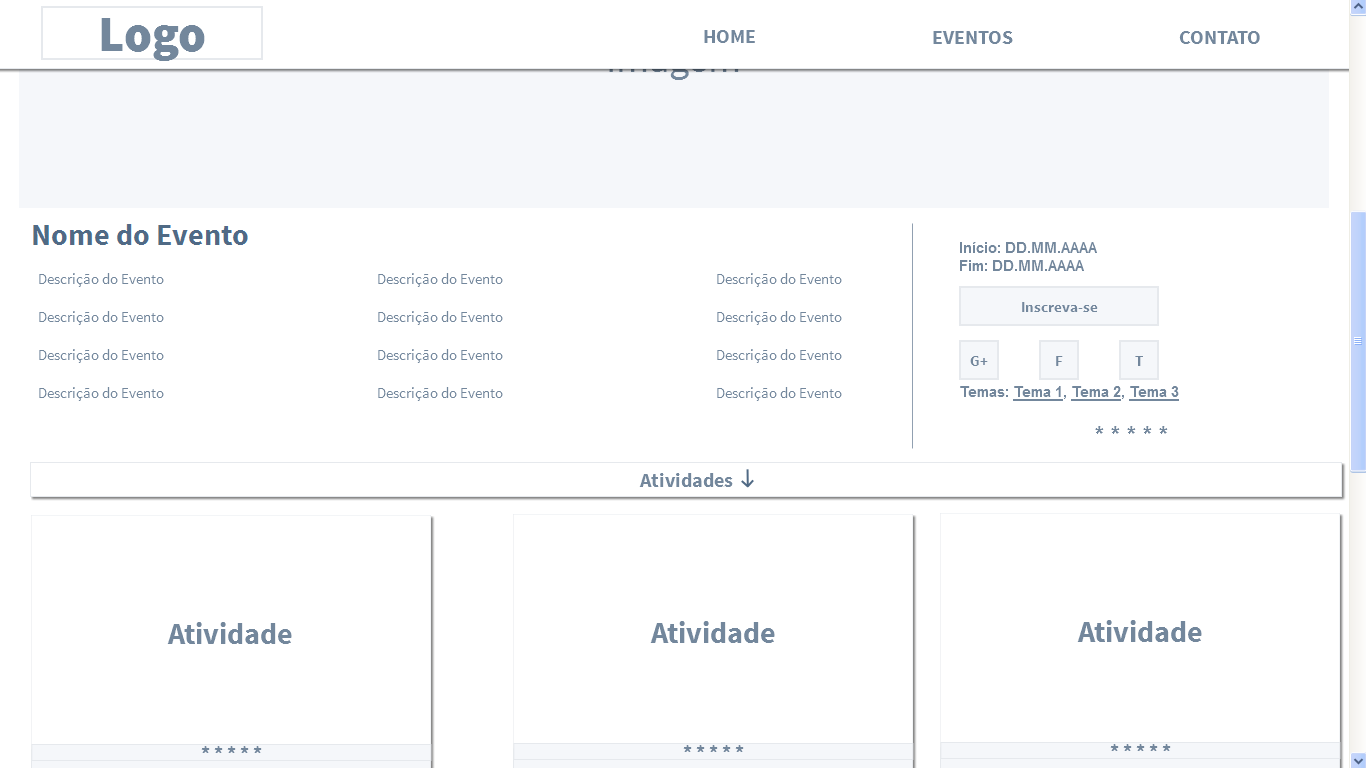 Logo
HOME EVENTOS CONTATO
Imagem
Nome do Evento
Descrição do Evento Descrição do Evento Descrição do Evento
Descrição do Evento Descrição do Evento Descrição do Evento
Descrição do Evento Descrição do Evento Descrição do Evento
Descrição do Evento Descrição do Evento Descrição do Evento
Início: DD.MM.AAAA
Fim: DD.MM.AAAA
Inscreva-se
G+ F T
Temas: Tema 1, Tema 2, Tema 3
* * * * *
Atividades ↓
Atividade Atividade Atividade
* * * * * * * * * * * * * * *